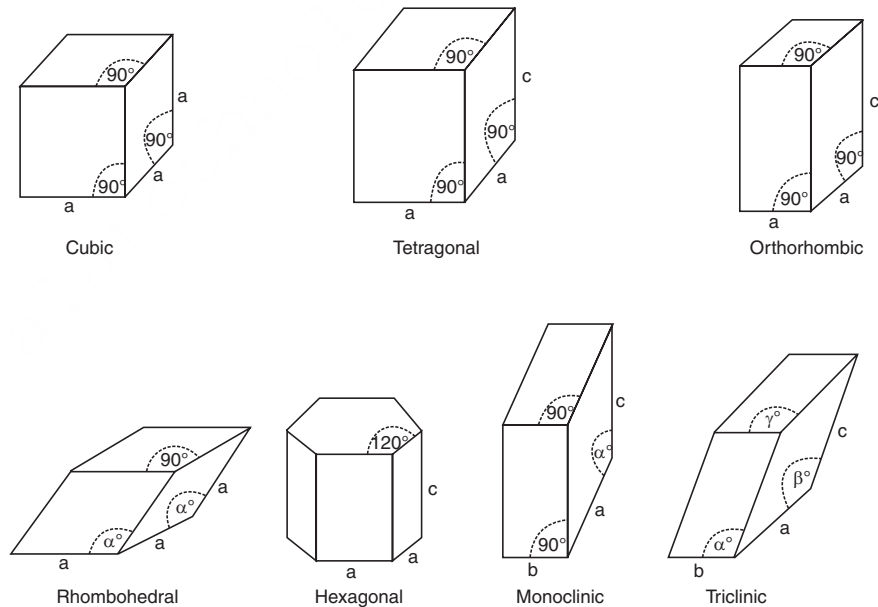 90°
a
90°
90°
a
a
Cubic
90°
c
90°
90°
a
a
Tetragonal
90°
c
90°
90°
a
a
Orthorhombic
90°
a
α°
α°
a
a
Rhombohedral
120°
c
a
a
Hexagonal
90°
c
α°
a
90°
b
Monoclinic
γ°
c
β°
a
α°
b
Triclinic